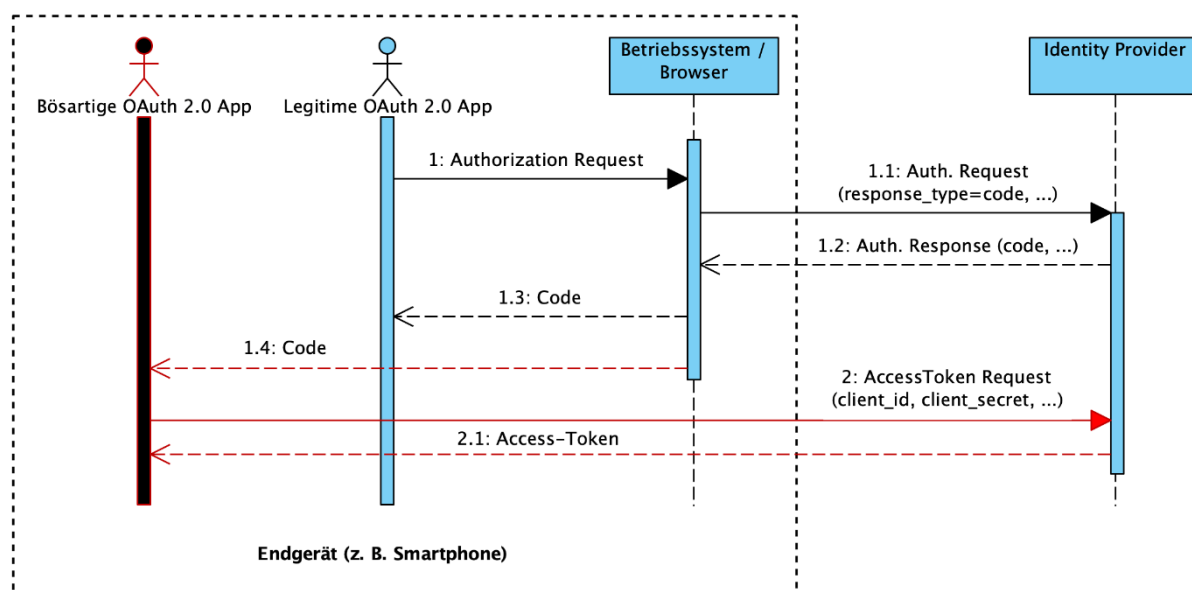 Betriebssystem /
Browser
Identity Provider
Bösartige OAuth 2.0 App
Legitime OAuth 2.0 App
1: Authorization Request
1.1: Auth. Request
(response_type=code, ...)
1.2: Auth. Response (code, ...)
1.3: Code
1.4: Code
2: AccessToken Request
(client_id, client_secret, ...)
2.1: Access-Token
Endgerät (z. B. Smartphone)